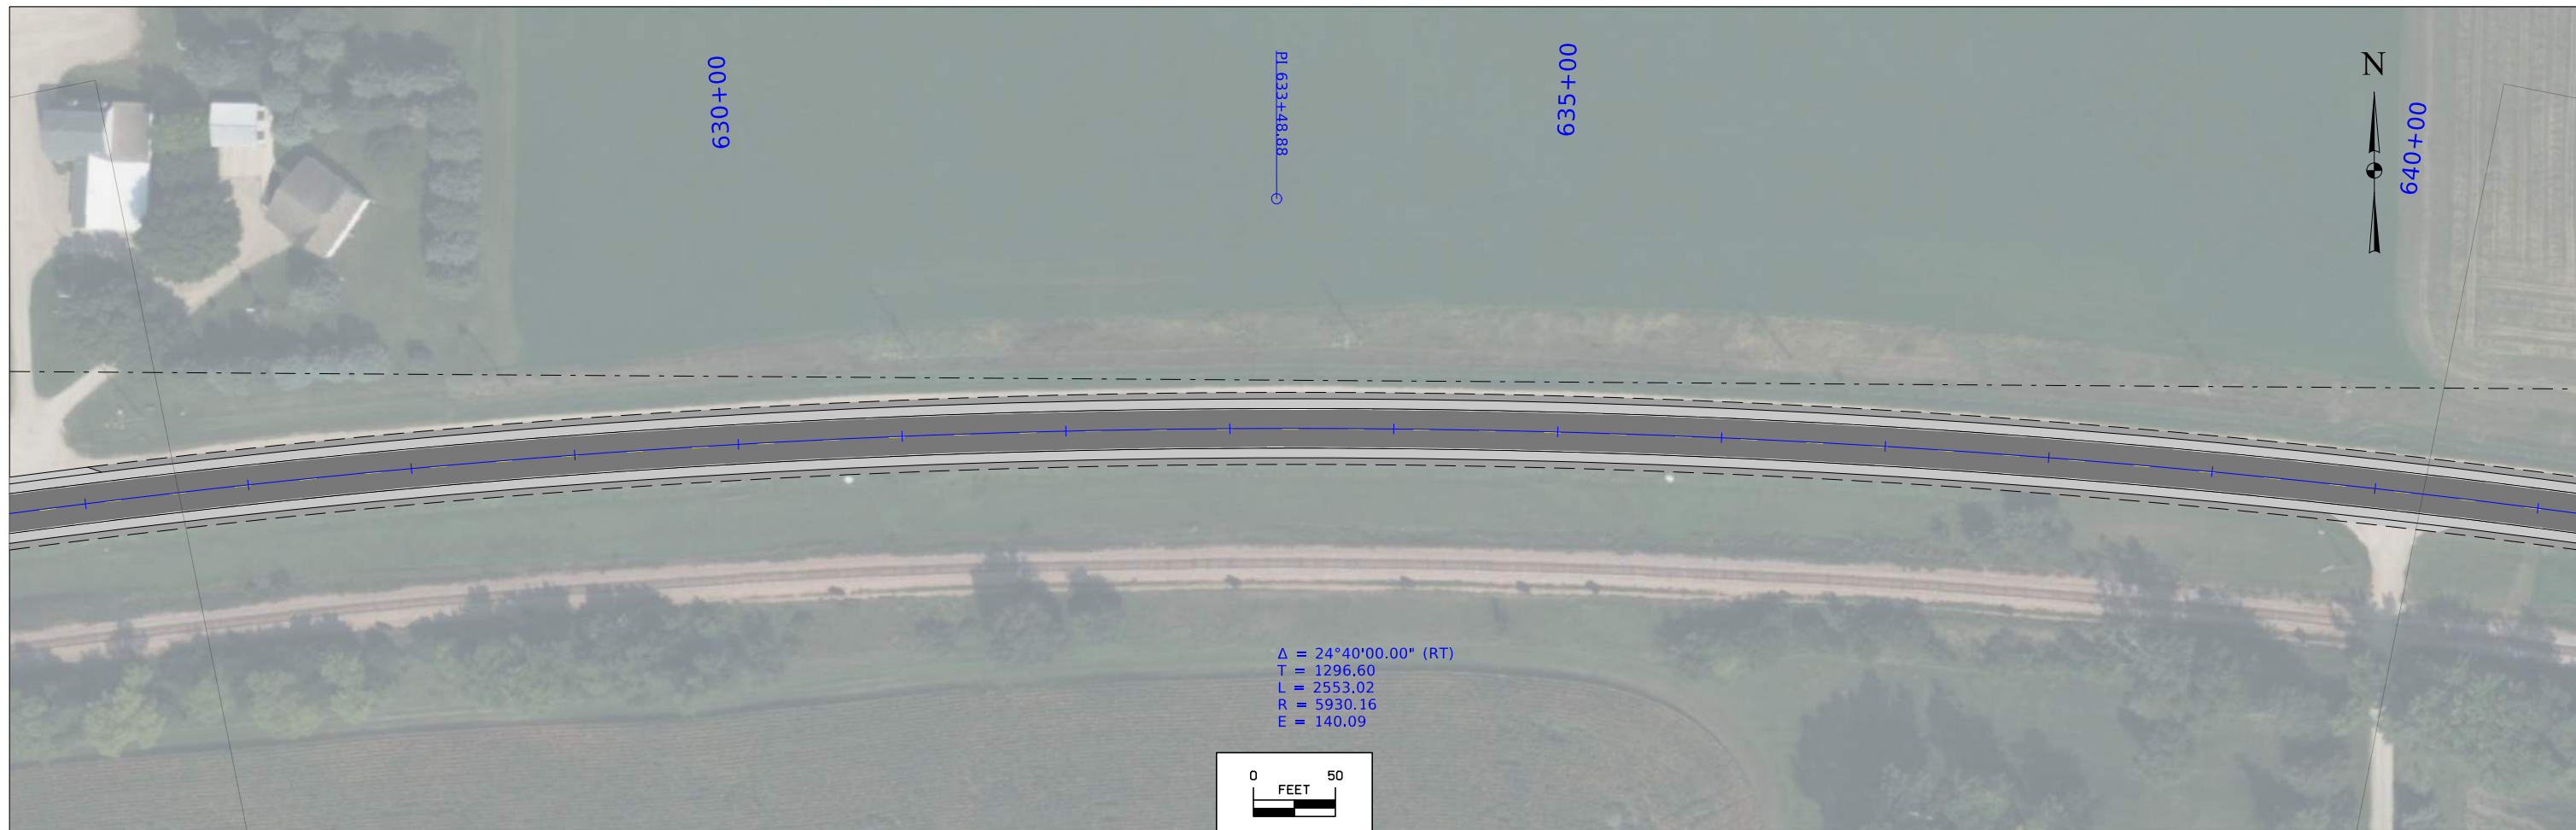 630+00
PI 633+48.88
635+00
N
640+00
Δ = 24°40'00.00" (RT)
T = 1296.60
L = 2553.02
R = 5930.16
E = 140.09
0 50
FEET